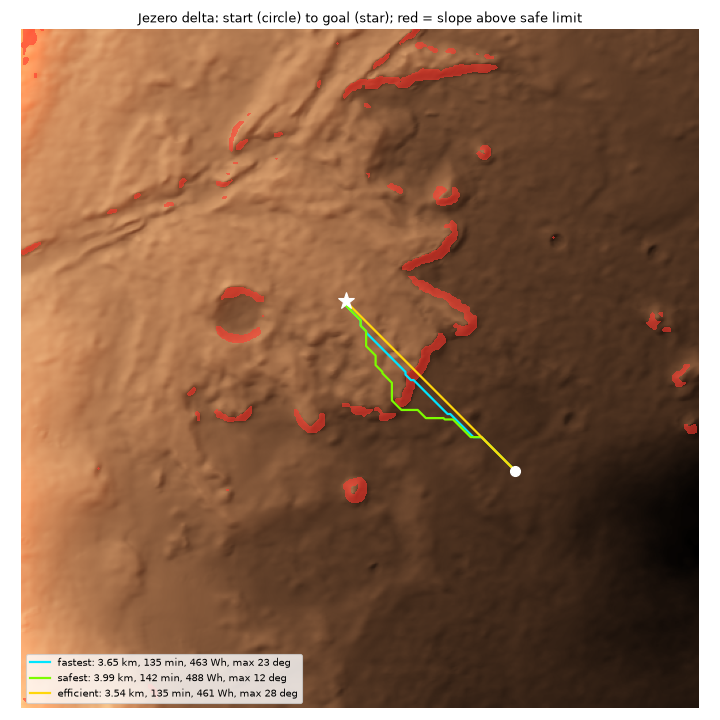 Jezero delta: start (circle) to goal (star); red = slope above safe limit
fastest: 3.65 km, 135 min, 463 Wh, max 23 deg
safest: 3.99 km, 142 min, 488 Wh, max 12 deg
efficient: 3.54 km, 135 min, 461 Wh, max 28 deg